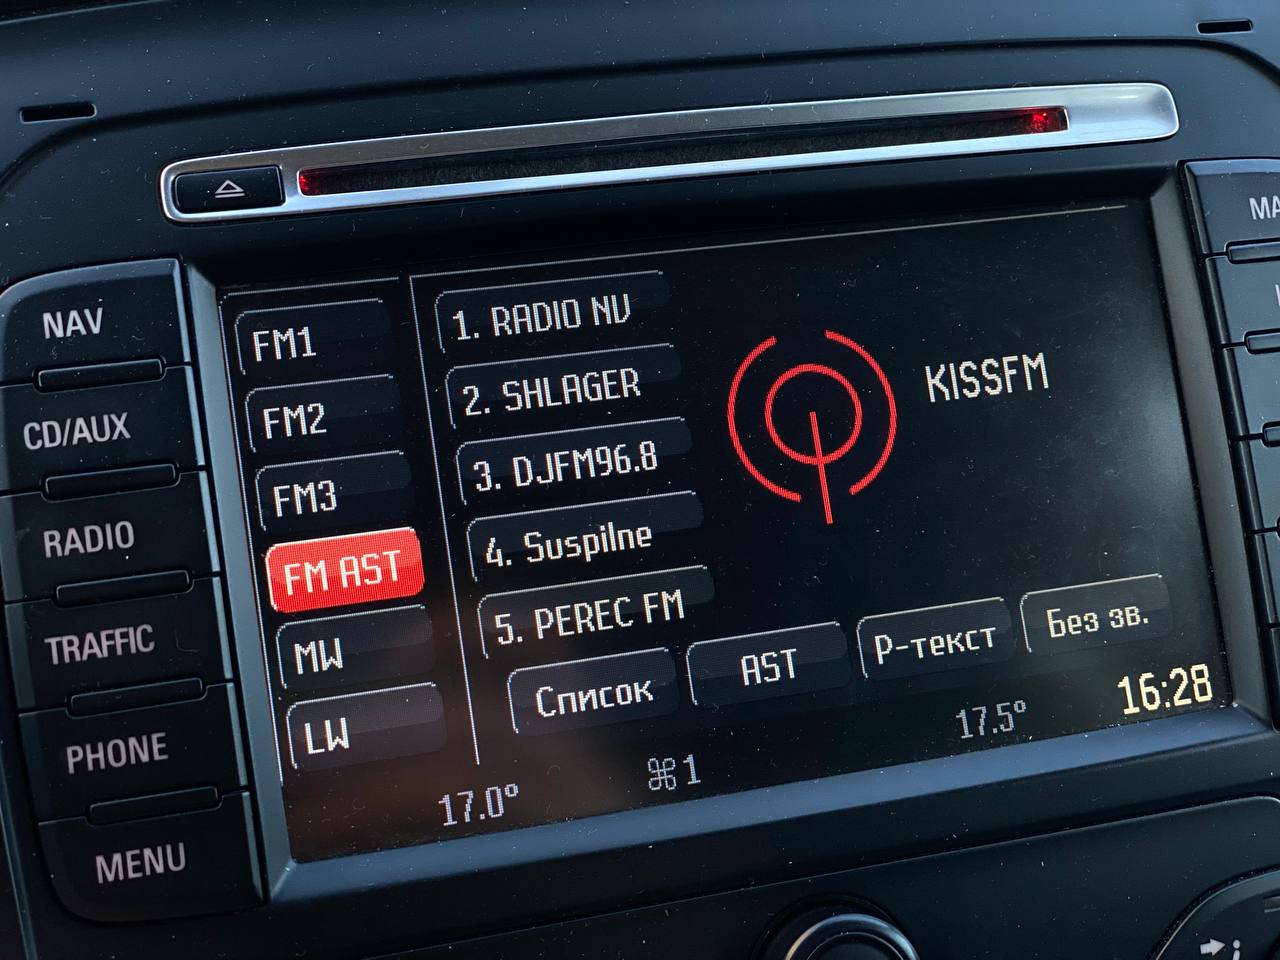 NAV
CD/AUX
RADIO
TRAFFIC
PHONE
MENU
FM1
FM2
FM3
FM AST
MW
LW
1. RADIO NV
2. SHLAGER
3. DJFM96.8
4. Suspilne
5. PEREC FM
KISSFM
Список
AST
Р-текст
Без зв.
17.0°
⌘1
17.5°
16:28
MA